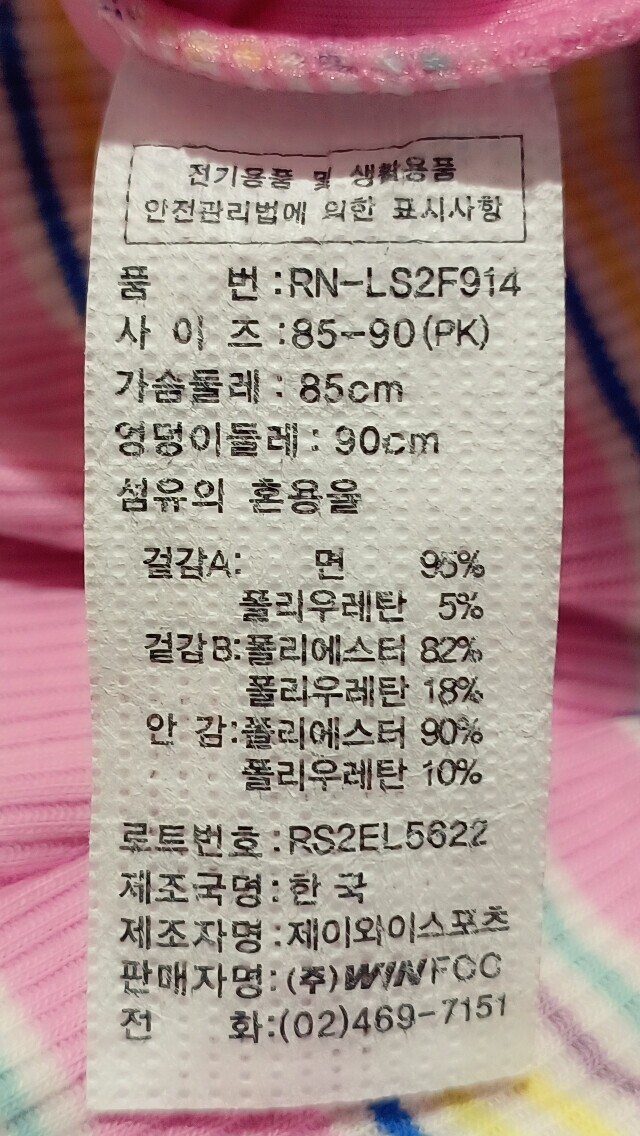 전기용품 및 생활용품
안전관리법에 의한 표시사항
품 번 :RN-LS2F914
사 이 즈 :85-90(PK)
가슴둘레 : 85cm
엉덩이둘레 : 90cm
섬유의 혼용율
겉감A: 면 95%
폴리우레탄 5%
겉감B:폴리에스터 82%
폴리우레탄 18%
안 감:폴리에스터 90%
폴리우레탄 10%
로트번호 :RS2EL5622
제조국명 : 한 국
제조자명 :제이와이스포츠
판매자명 : (주)WINFCC
전 화:(02)469-7151